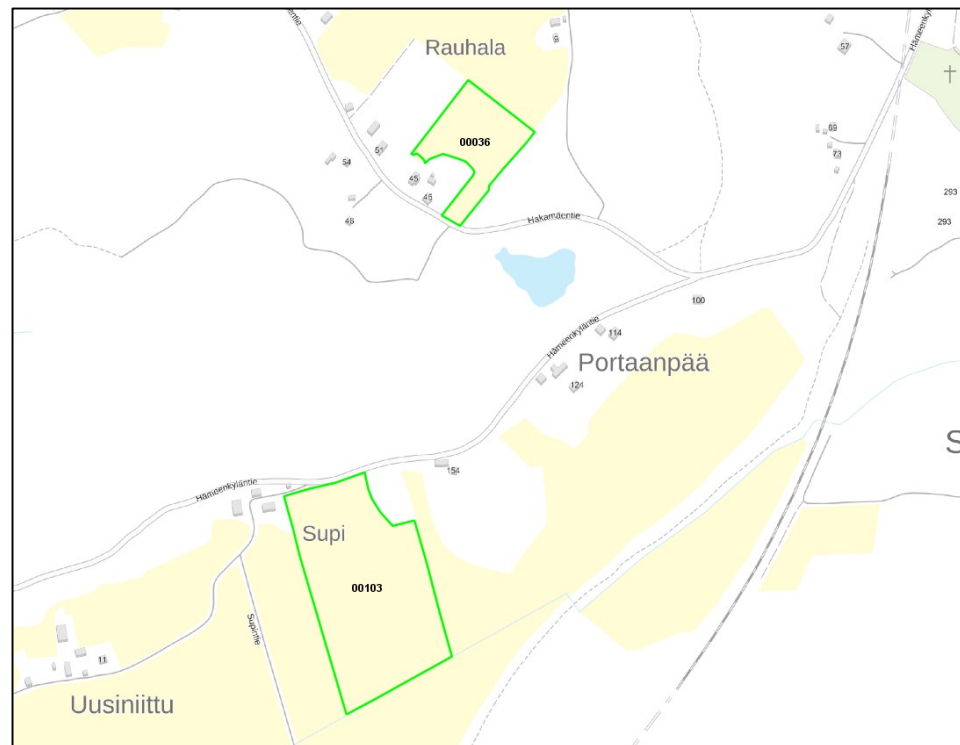 Rauhala
9
57
00036
69
73
51
54
45
45
46
Hakamäentie
293
293
100
Hämeenkyläntie
114
Portaanpää
124
154
Hämeenkyläntie
Supi
00103
Supintie
11
Uusiniittu